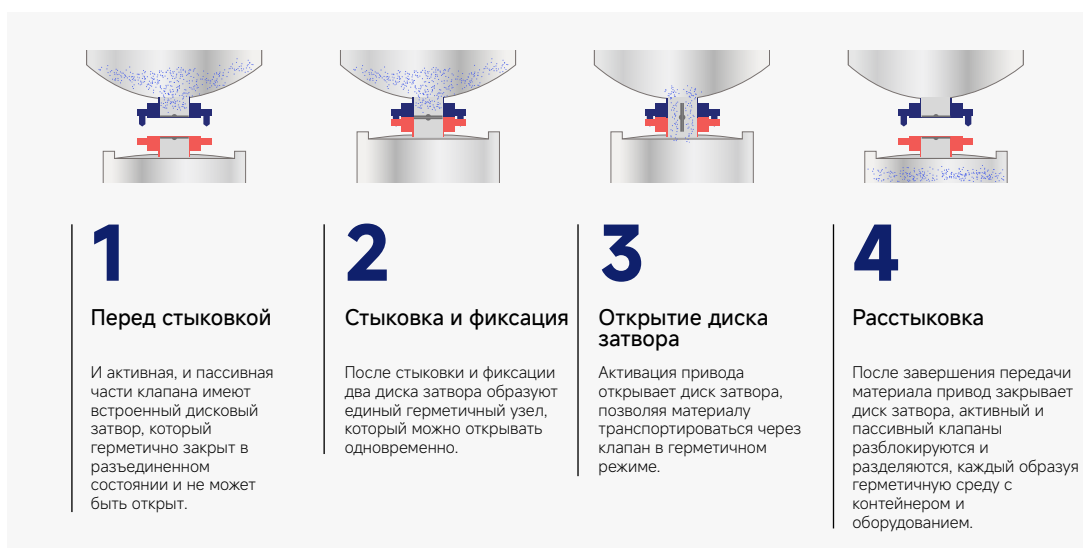 1
Перед стыковкой
И активная, и пассивная
части клапана имеют
встроенный дисковый
затвор, который
герметично закрыт в
разъединенном
состоянии и не может
быть открыт.
2
Стыковка и фиксация
После стыковки и фиксации
два диска затвора образуют
единый герметичный узел,
который можно открывать
одновременно.
3
Открытие диска
затвора
Активация привода
открывает диск затвора,
позволяя материалу
транспортироваться через
клапан в герметичном
режиме.
4
Расстыковка
После завершения передачи
материала привод закрывает
диск затвора, активный и
пассивный клапаны
разблокируются и
разделяются, каждый образуя
герметичную среду с
контейнером и
оборудованием.